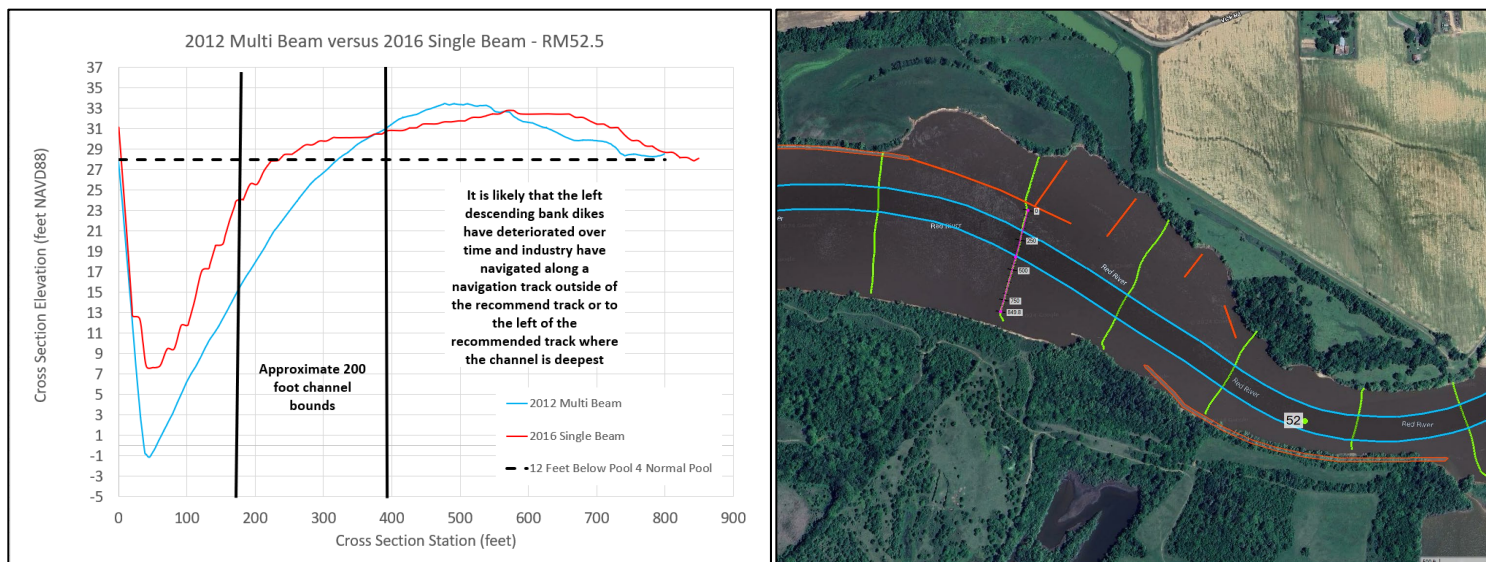 2012 Multi Beam versus 2016 Single Beam - RM52.5
Cross Section Elevation (feet NAVD88)
37
35
33
31
29
27
25
23
21
19
17
15
13
11
9
7
5
3
1
-1
-3
-5
0
100
200
300
400
500
600
700
800
900
Cross Section Station (feet)
Approximate 200
foot channel
bounds
It is likely that the left
descending bank dikes
have deteriorated over
time and industry have
navigated along a
navigation track outside of
the recommend track or to
the left of the
recommended track where
the channel is deepest
2012 Multi Beam
2016 Single Beam
12 Feet Below Pool 4 Normal Pool
River
Red River
0
250
500
750
849.8
Red River
Red River
52
Red River